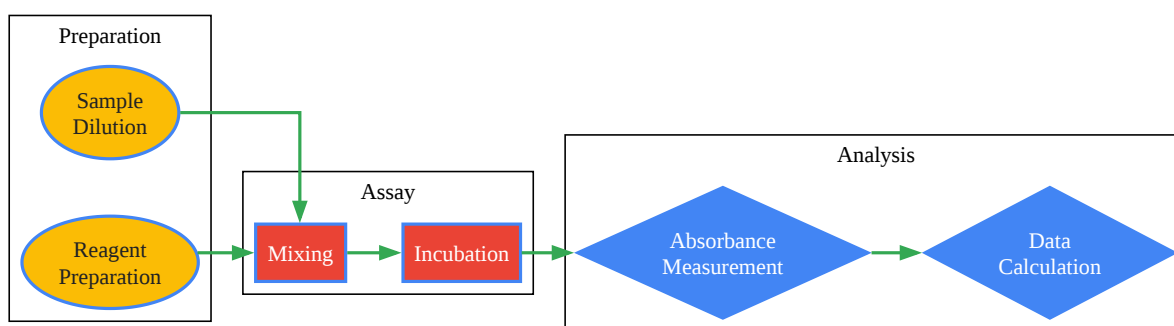 Preparation
Sample
Dilution
Reagent
Preparation
Assay
Mixing
Incubation
Analysis
Absorbance
Measurement
Data
Calculation